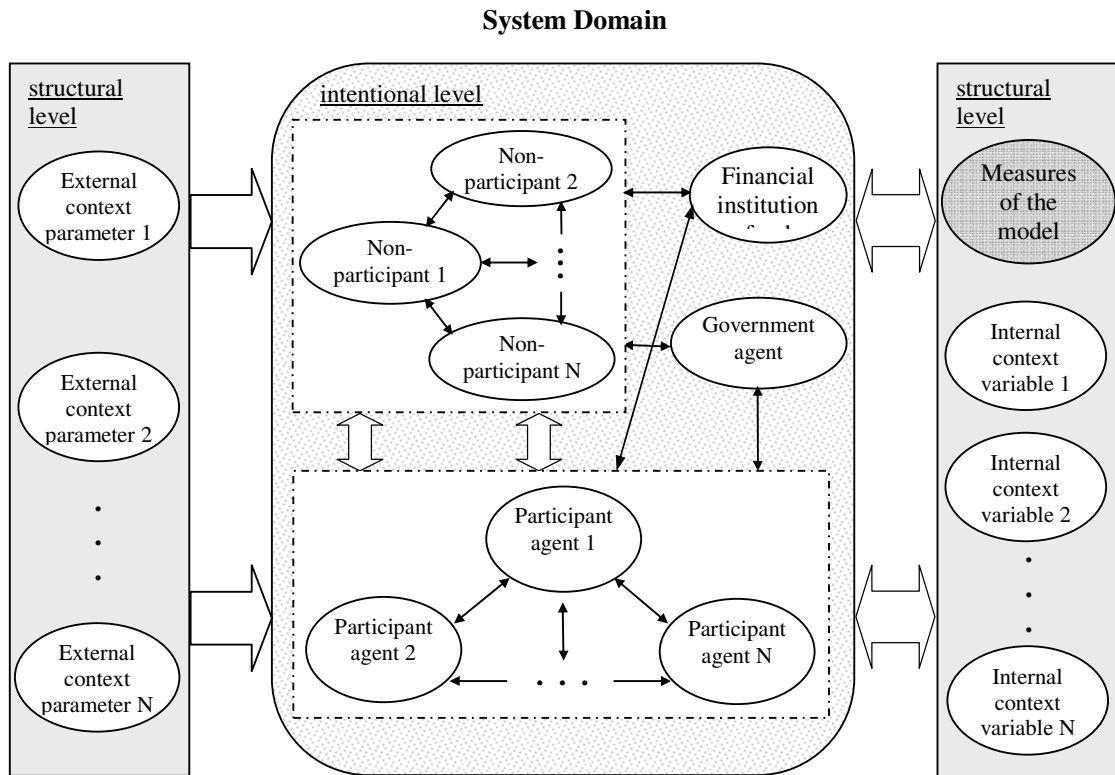 System Domain
structural
level
External
context
parameter 1
External
context
parameter 2
.
.
.
External
context
parameter N
intentional level
Non-
participant 2
Non-
participant 1
Non-
participant N
Financial
institution
Government
agent
Participant
agent 1
Participant
agent 2
. . .
Participant
agent N
structural
level
Measures
of the
model
Internal
context
variable 1
Internal
context
variable 2
.
.
.
Internal
context
variable N